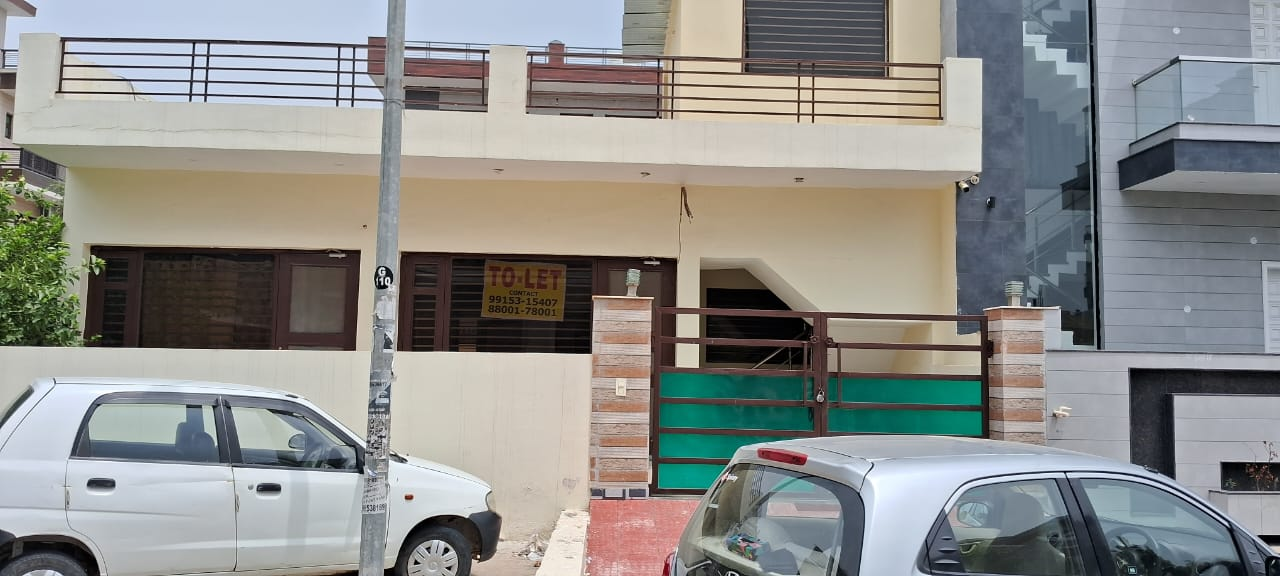 TO-LET
CONTACT
99153-15407
88001-78001
G
110